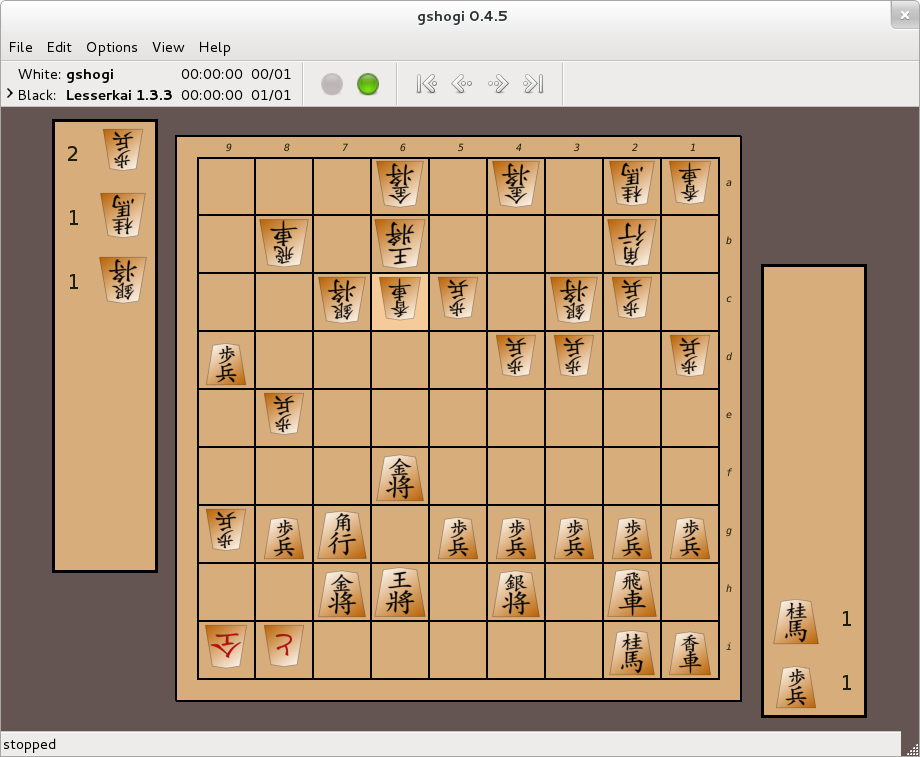 gshogi 0.4.5
File Edit Options View Help
White: gshogi 00:00:00 00/01
Black: Lesserkai 1.3.3 00:00:00 01/01
9 8 7 6 5 4 3 2 1
2 歩兵
1 桂馬
1 銀将
金将 金将 桂馬 香車 a
飛車 王將 角行 b
銀将 香車 歩兵 銀将 歩兵 c
歩兵 歩兵 歩兵 歩兵 d
歩兵 e
金将 f
歩兵 歩兵 角行 歩兵 歩兵 歩兵 歩兵 歩兵 g
金将 王將 銀将 飛車 h
仝 と 桂馬 香車 i
桂馬 1
歩兵 1
stopped